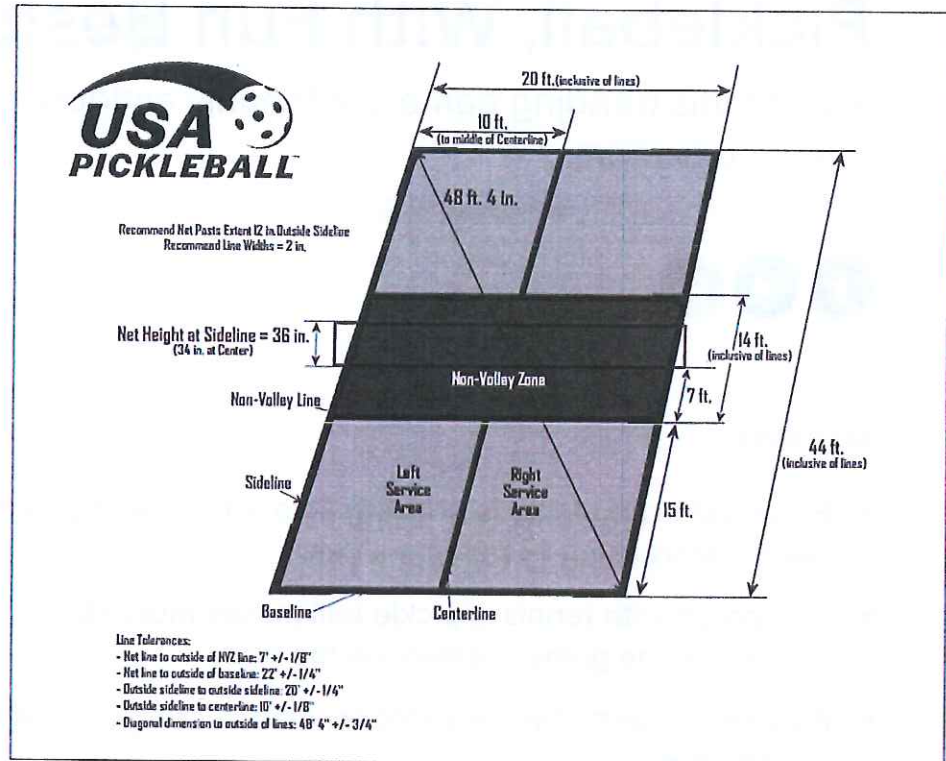 20 ft.(inclusive of lines)
10 ft.
(to middle of Centerline)
USA
PICKLEBALL
48 ft. 4 in.
Recommend Net Posts Extent 12 in. Outside Sideline
Recommend Line Widths = 2 in.
Net Height at Sideline = 36 in.
(34 in. at Center)
14 ft.
(inclusive of lines)
Non-Volley Zone
7 ft.
Non-Volley Line
44 ft.
(inclusive of lines)
Sideline
Left
Service
Area
Right
Service
Area
15 ft.
Baseline
Centerline
Line Tolerances:
- Net line to outside of NVZ line: 7' +/-1/8"
- Net line to outside of baseline: 22' +/-1/4"
- Outside sideline to outside sideline: 20' +/-1/4"
- Outside sideline to centerline: 10' +/-1/8"
- Diagonal dimension to outside of lines: 48' 4" +/- 3/4"